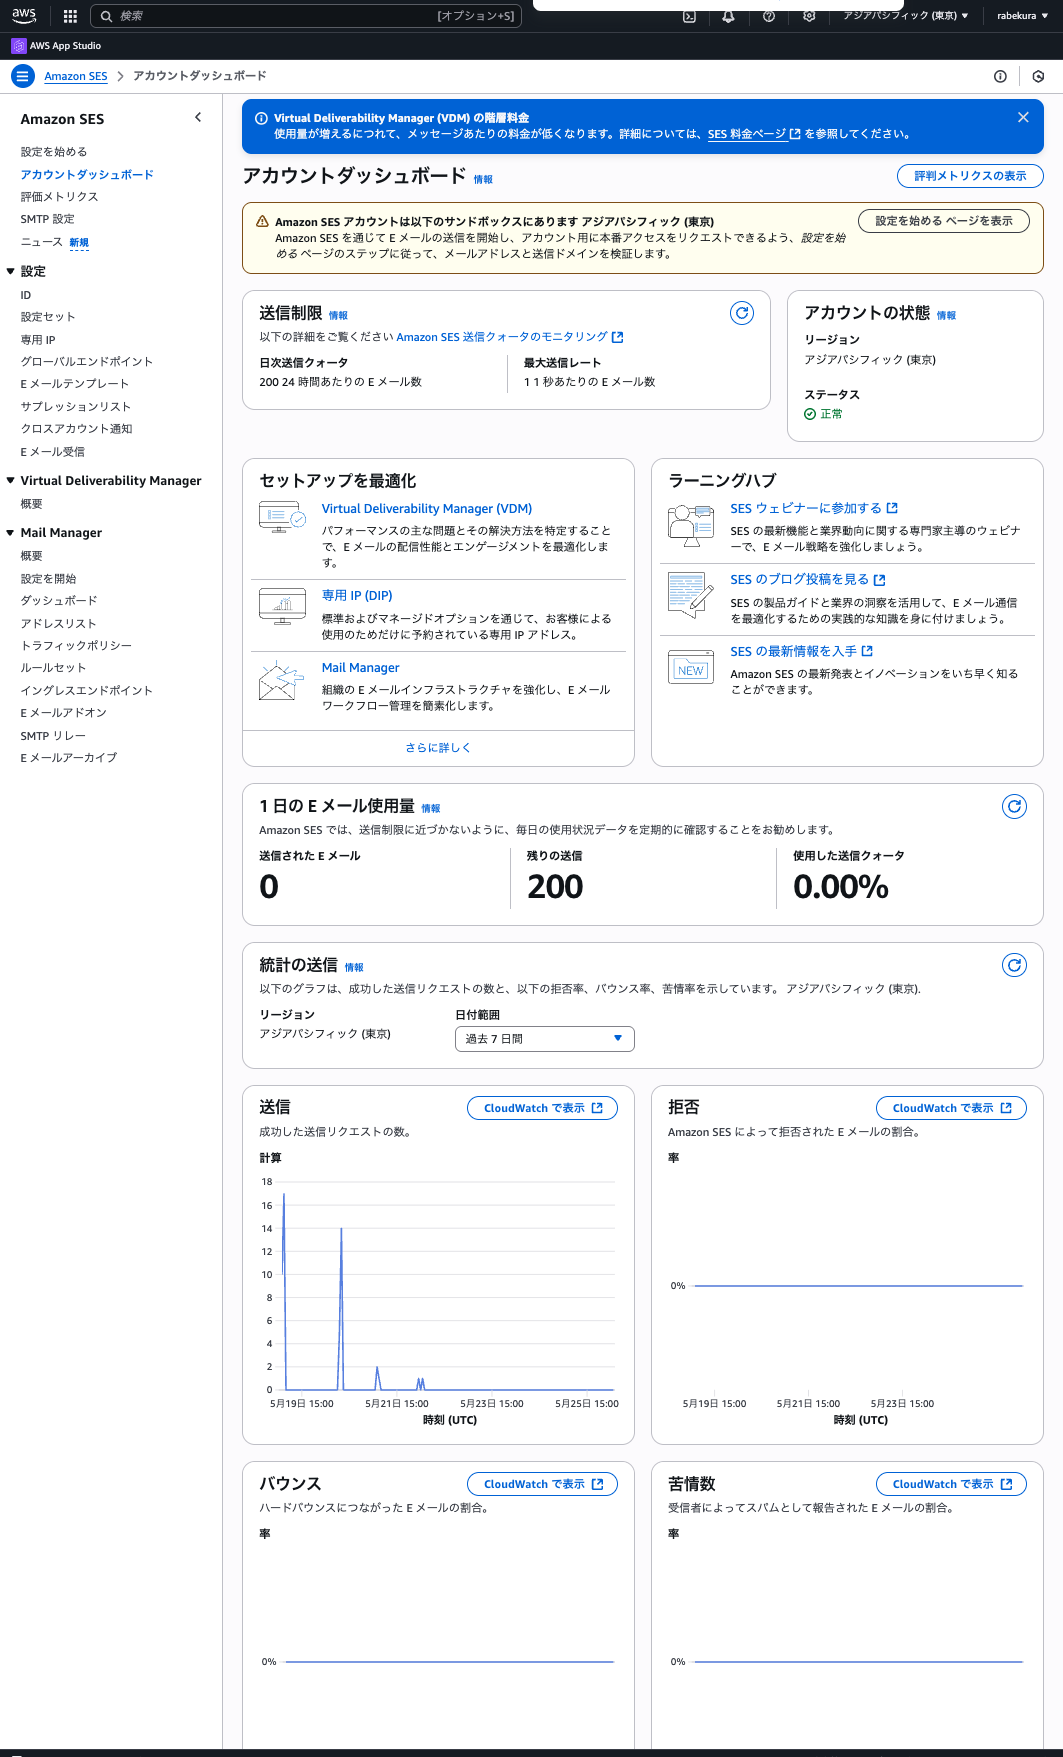 aws
検索
[オプション+S]
アジアパシフィック (東京) ▼
rabekura ▼
AWS App Studio
Amazon SES > アカウントダッシュボード
Amazon SES
設定を始める
アカウントダッシュボード
評価メトリクス
SMTP 設定
ニュース 新規
▼ 設定
ID
設定セット
専用 IP
グローバルエンドポイント
E メールテンプレート
サプレッションリスト
クロスアカウント通知
E メール受信
▼ Virtual Deliverability Manager
概要
▼ Mail Manager
概要
設定を開始
ダッシュボード
アドレスリスト
トラフィックポリシー
ルールセット
イングレスエンドポイント
E メールアドオン
SMTP リレー
E メールアーカイブ
Virtual Deliverability Manager (VDM) の階層料金
使用量が増えるにつれて、メッセージあたりの料金が低くなります。詳細については、SES 料金ページ を参照してください。
アカウントダッシュボード 情報
評判メトリクスの表示
Amazon SES アカウントは以下のサンドボックスにあります アジアパシフィック (東京)
Amazon SES を通じて E メールの送信を開始し、アカウント用に本番アクセスをリクエストできるよう、設定を始
める ページのステップに従って、メールアドレスと送信ドメインを検証します。
設定を始める ページを表示
送信制限 情報
以下の詳細をご覧ください Amazon SES 送信クォータのモニタリング
日次送信クォータ
200 24 時間あたりの E メール数
最大送信レート
1 1 秒あたりの E メール数
アカウントの状態 情報
リージョン
アジアパシフィック (東京)
ステータス
正常
セットアップを最適化
Virtual Deliverability Manager (VDM)
パフォーマンスの主な問題とその解決方法を特定すること
で、E メールの配信性能とエンゲージメントを最適化しま
す。
専用 IP (DIP)
標準およびマネージドオプションを通じて、お客様による
使用のためだけに予約されている専用 IP アドレス。
Mail Manager
組織の E メールインフラストラクチャを強化し、E メール
ワークフロー管理を簡素化します。
さらに詳しく
ラーニングハブ
SES ウェビナーに参加する
SES の最新機能と業界動向に関する専門家主導のウェビナ
ーで、E メール戦略を強化しましょう。
SES のブログ投稿を見る
SES の製品ガイドと業界の洞察を活用して、E メール通信
を最適化するための実践的な知識を身に付けましょう。
NEW
SES の最新情報を入手
Amazon SES の最新発表とイノベーションをいち早く知る
ことができます。
1 日の E メール使用量 情報
Amazon SES では、送信制限に近づかないように、毎日の使用状況データを定期的に確認することをお勧めします。
送信された E メール
0
残りの送信
200
使用した送信クォータ
0.00%
統計の送信 情報
以下のグラフは、成功した送信リクエストの数と、以下の拒否率、バウンス率、苦情率を示しています。 アジアパシフィック (東京).
リージョン
アジアパシフィック (東京)
日付範囲
過去 7 日間
送信
CloudWatch で表示
成功した送信リクエストの数。
計算
18
16
14
12
10
8
6
4
2
0
5月19日 15:00 5月21日 15:00 5月23日 15:00 5月25日 15:00
時刻 (UTC)
拒否
CloudWatch で表示
Amazon SES によって拒否された E メールの割合。
率
0%
5月19日 15:00 5月21日 15:00 5月23日 15:00
時刻 (UTC)
バウンス
CloudWatch で表示
ハードバウンスにつながった E メールの割合。
率
0%
苦情数
CloudWatch で表示
受信者によってスパムとして報告された E メールの割合。
率
0%